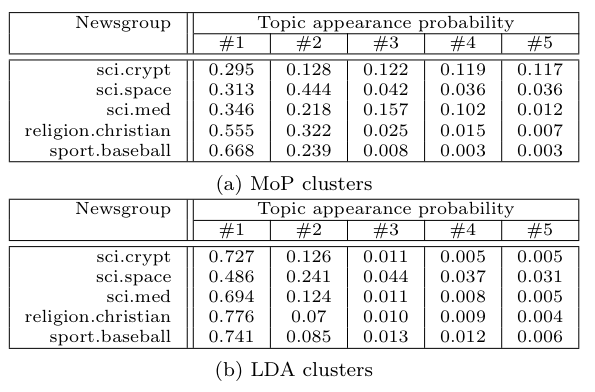 Newsgroup Topic appearance probability
#1 #2 #3 #4 #5
sci.crypt 0.295 0.128 0.122 0.119 0.117
sci.space 0.313 0.444 0.042 0.036 0.036
sci.med 0.346 0.218 0.157 0.102 0.012
religion.christian 0.555 0.322 0.025 0.015 0.007
sport.baseball 0.668 0.239 0.008 0.003 0.003
(a) MoP clusters
Newsgroup Topic appearance probability
#1 #2 #3 #4 #5
sci.crypt 0.727 0.126 0.011 0.005 0.005
sci.space 0.486 0.241 0.044 0.037 0.031
sci.med 0.694 0.124 0.011 0.008 0.005
religion.christian 0.776 0.07 0.010 0.009 0.004
sport.baseball 0.741 0.085 0.013 0.012 0.006
(b) LDA clusters